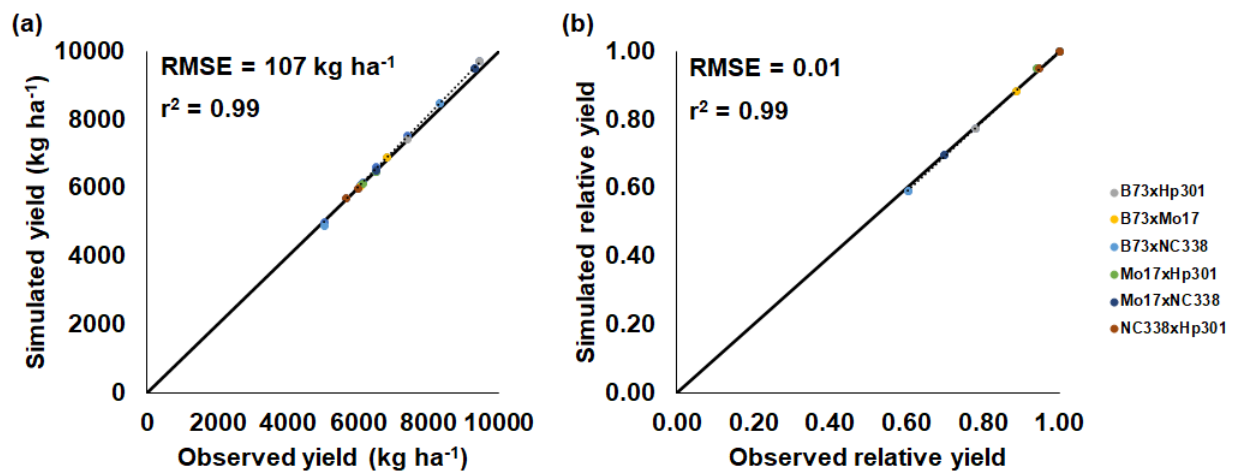 (a)
RMSE = 107 kg ha⁻¹
r² = 0.99
Simulated yield (kg ha⁻¹)
10000
8000
6000
4000
2000
0
0 2000 4000 6000 8000 10000
Observed yield (kg ha⁻¹)
(b)
RMSE = 0.01
r² = 0.99
Simulated relative yield
1.00
0.80
0.60
0.40
0.20
0.00
0.00 0.20 0.40 0.60 0.80 1.00
Observed relative yield
B73xHp301
B73xMo17
B73xNC338
Mo17xHp301
Mo17xNC338
NC338xHp301